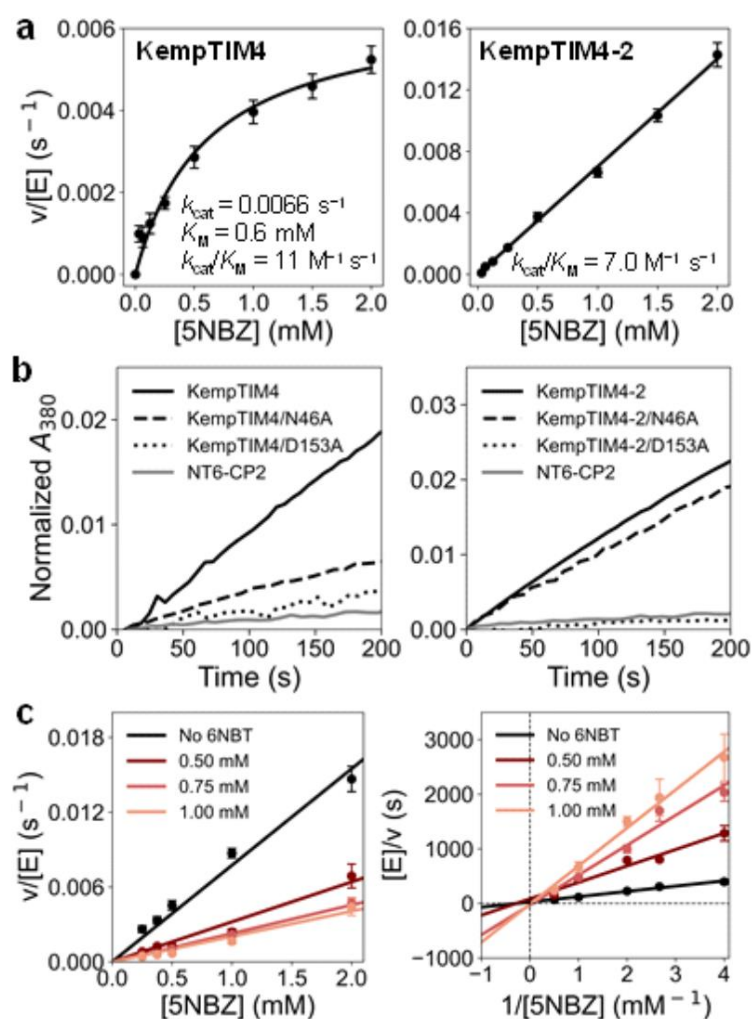 a
KempTIM4
v/[E] (s⁻¹)
0.006
0.004
0.002
0.000
kcat = 0.0066 s⁻¹
KM = 0.6 mM
kcat/KM = 11 M⁻¹ s⁻¹
0.0 0.5 1.0 1.5 2.0
[5NBZ] (mM)
KempTIM4-2
0.016
0.012
0.008
0.004
0.000
kcat/KM = 7.0 M⁻¹ s⁻¹
0.0 0.5 1.0 1.5 2.0
[5NBZ] (mM)
b
Normalized A380
0.02
0.01
0.00
KempTIM4
KempTIM4/N46A
KempTIM4/D153A
NT6-CP2
0 50 100 150 200
Time (s)
0.03
0.02
0.01
0.00
KempTIM4-2
KempTIM4-2/N46A
KempTIM4-2/D153A
NT6-CP2
0 50 100 150 200
Time (s)
c
v/[E] (s⁻¹)
0.018
0.012
0.006
0.000
No 6NBT
0.50 mM
0.75 mM
1.00 mM
0.0 0.5 1.0 1.5 2.0
[5NBZ] (mM)
[E]/v (s)
3000
2000
1000
0
−1000
No 6NBT
0.50 mM
0.75 mM
1.00 mM
-1 0 1 2 3 4
1/[5NBZ] (mM⁻¹)